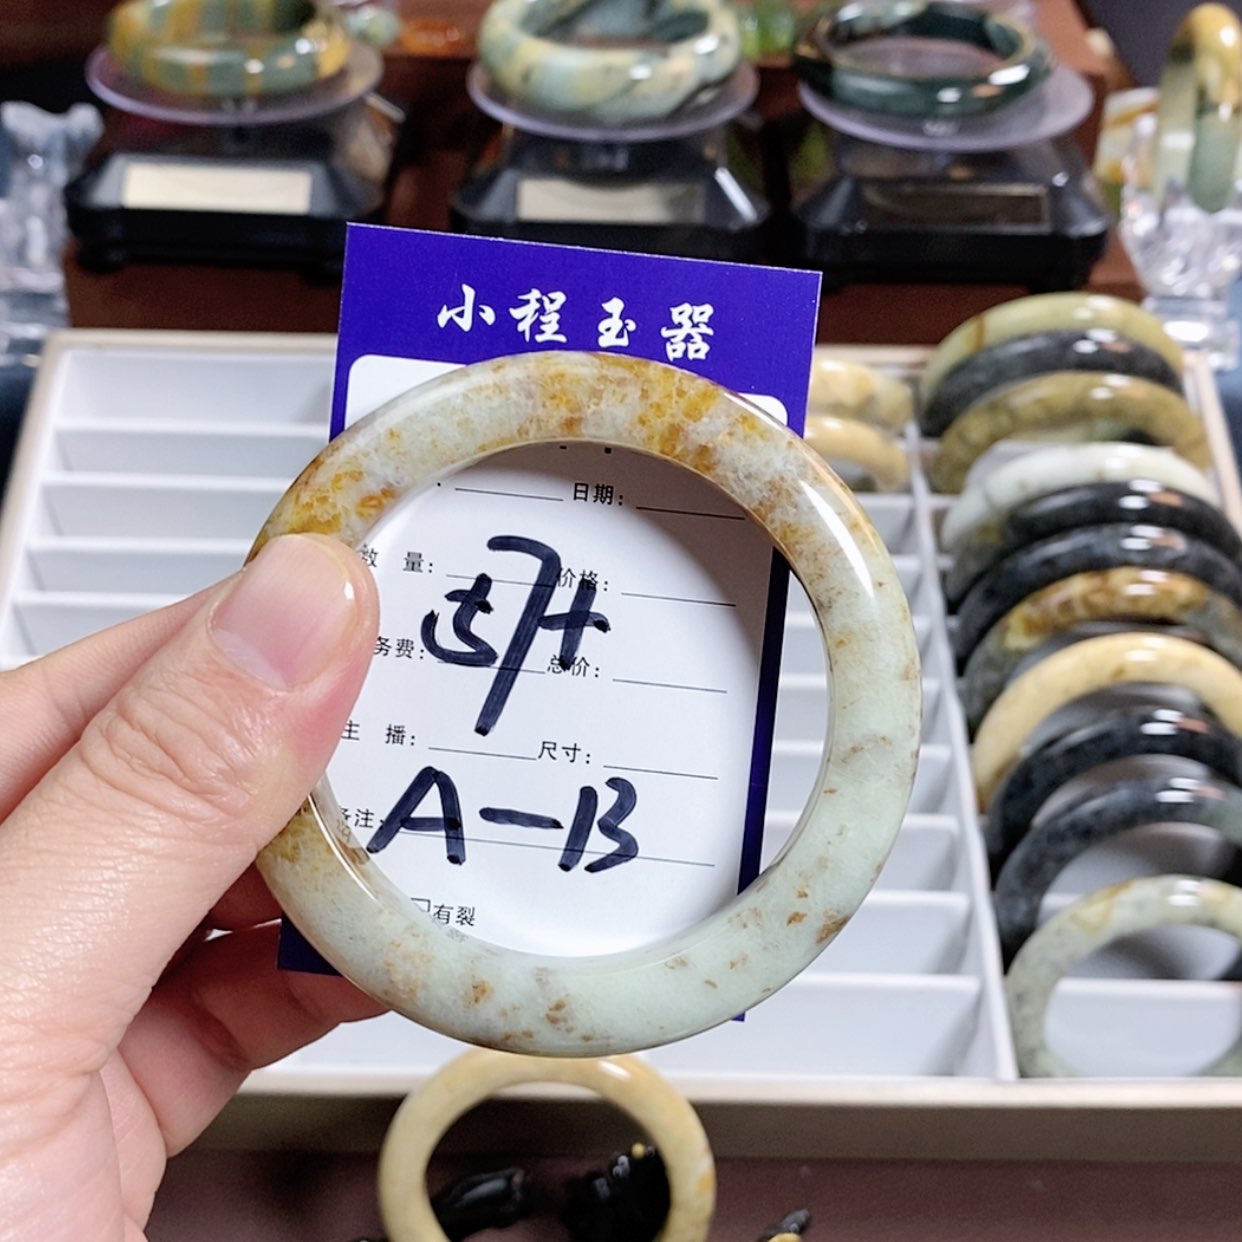 小程玉器
日期:
数 量: 价格:
务费: 总价:
主 播: 尺寸:
备注: A-B
有裂